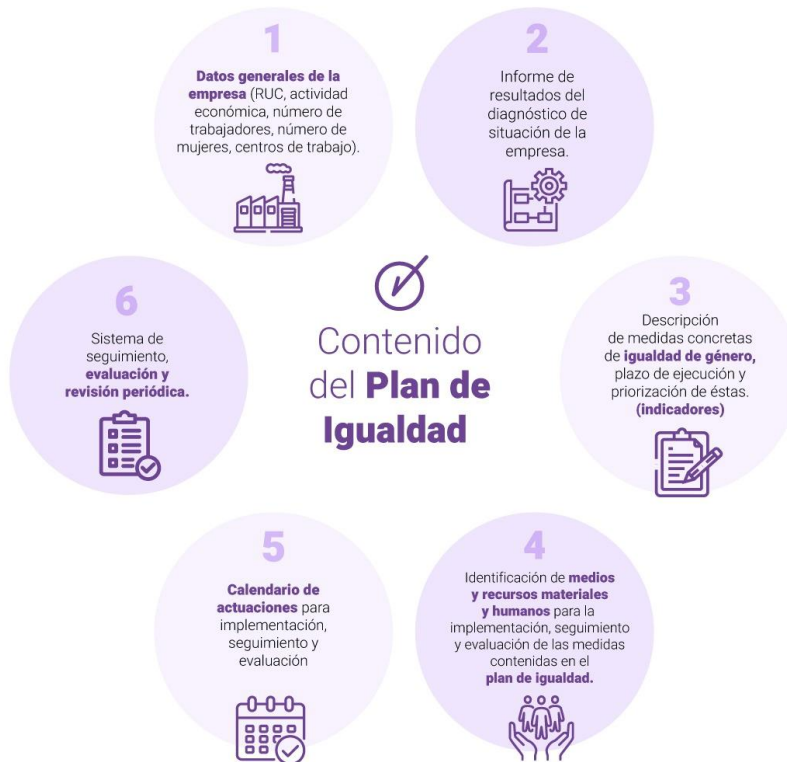 1
Datos generales de la
empresa (RUC, actividad
económica, número de
trabajadores, número de
mujeres, centros de trabajo).
2
Informe de
resultados del
diagnóstico de
situación de la
empresa.
Contenido
del Plan de
Igualdad
3
Descripción
de medidas concretas
de igualdad de género,
plazo de ejecución y
priorización de éstas.
(indicadores)
4
Identificación de medios
y recursos materiales
y humanos para la
implementación, seguimiento
y evaluación de las medidas
contenidas en el
plan de igualdad.
5
Calendario de
actuaciones para
implementación,
seguimiento y
evaluación
6
Sistema de
seguimiento,
evaluación y
revisión periódica.